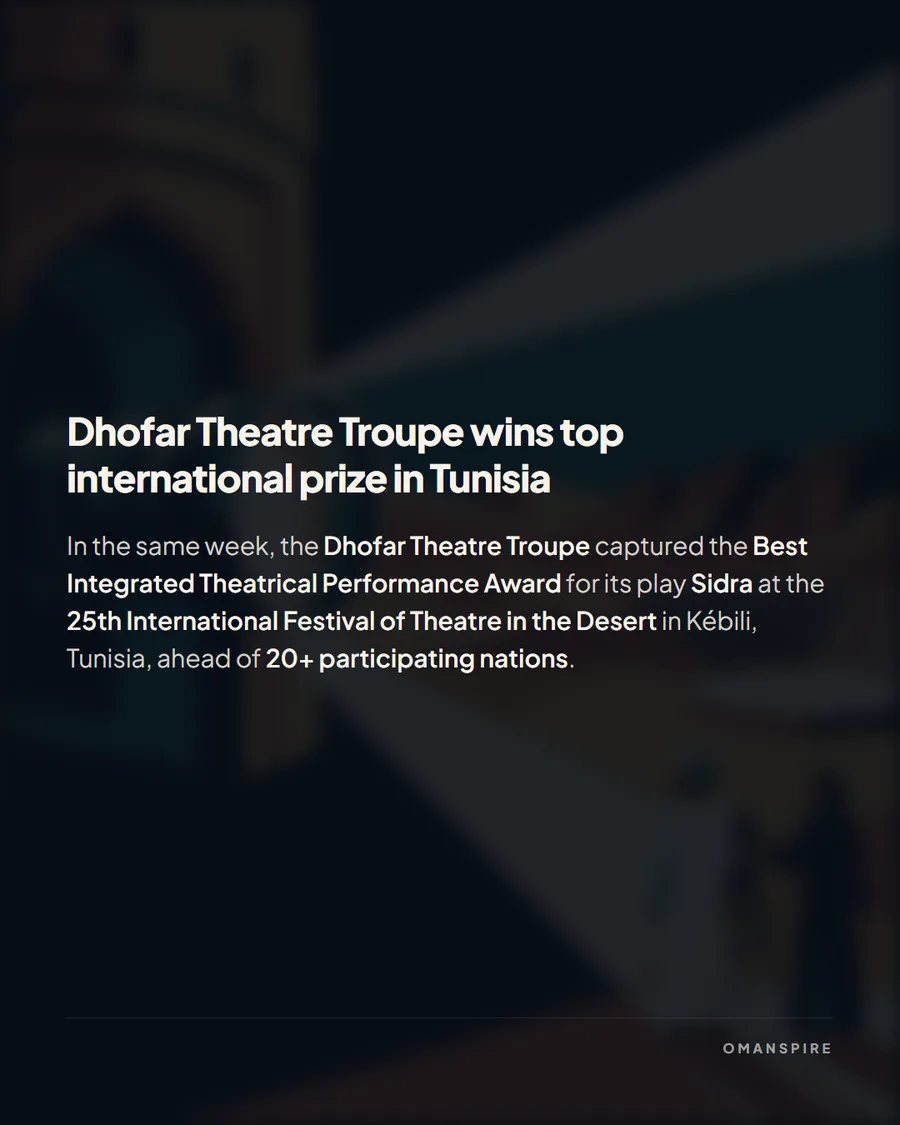 Dhofar Theatre Troupe wins top
international prize in Tunisia
In the same week, the Dhofar Theatre Troupe captured the Best
Integrated Theatrical Performance Award for its play Sidra at the
25th International Festival of Theatre in the Desert in Kébili,
Tunisia, ahead of 20+ participating nations.
OMANSPIRE